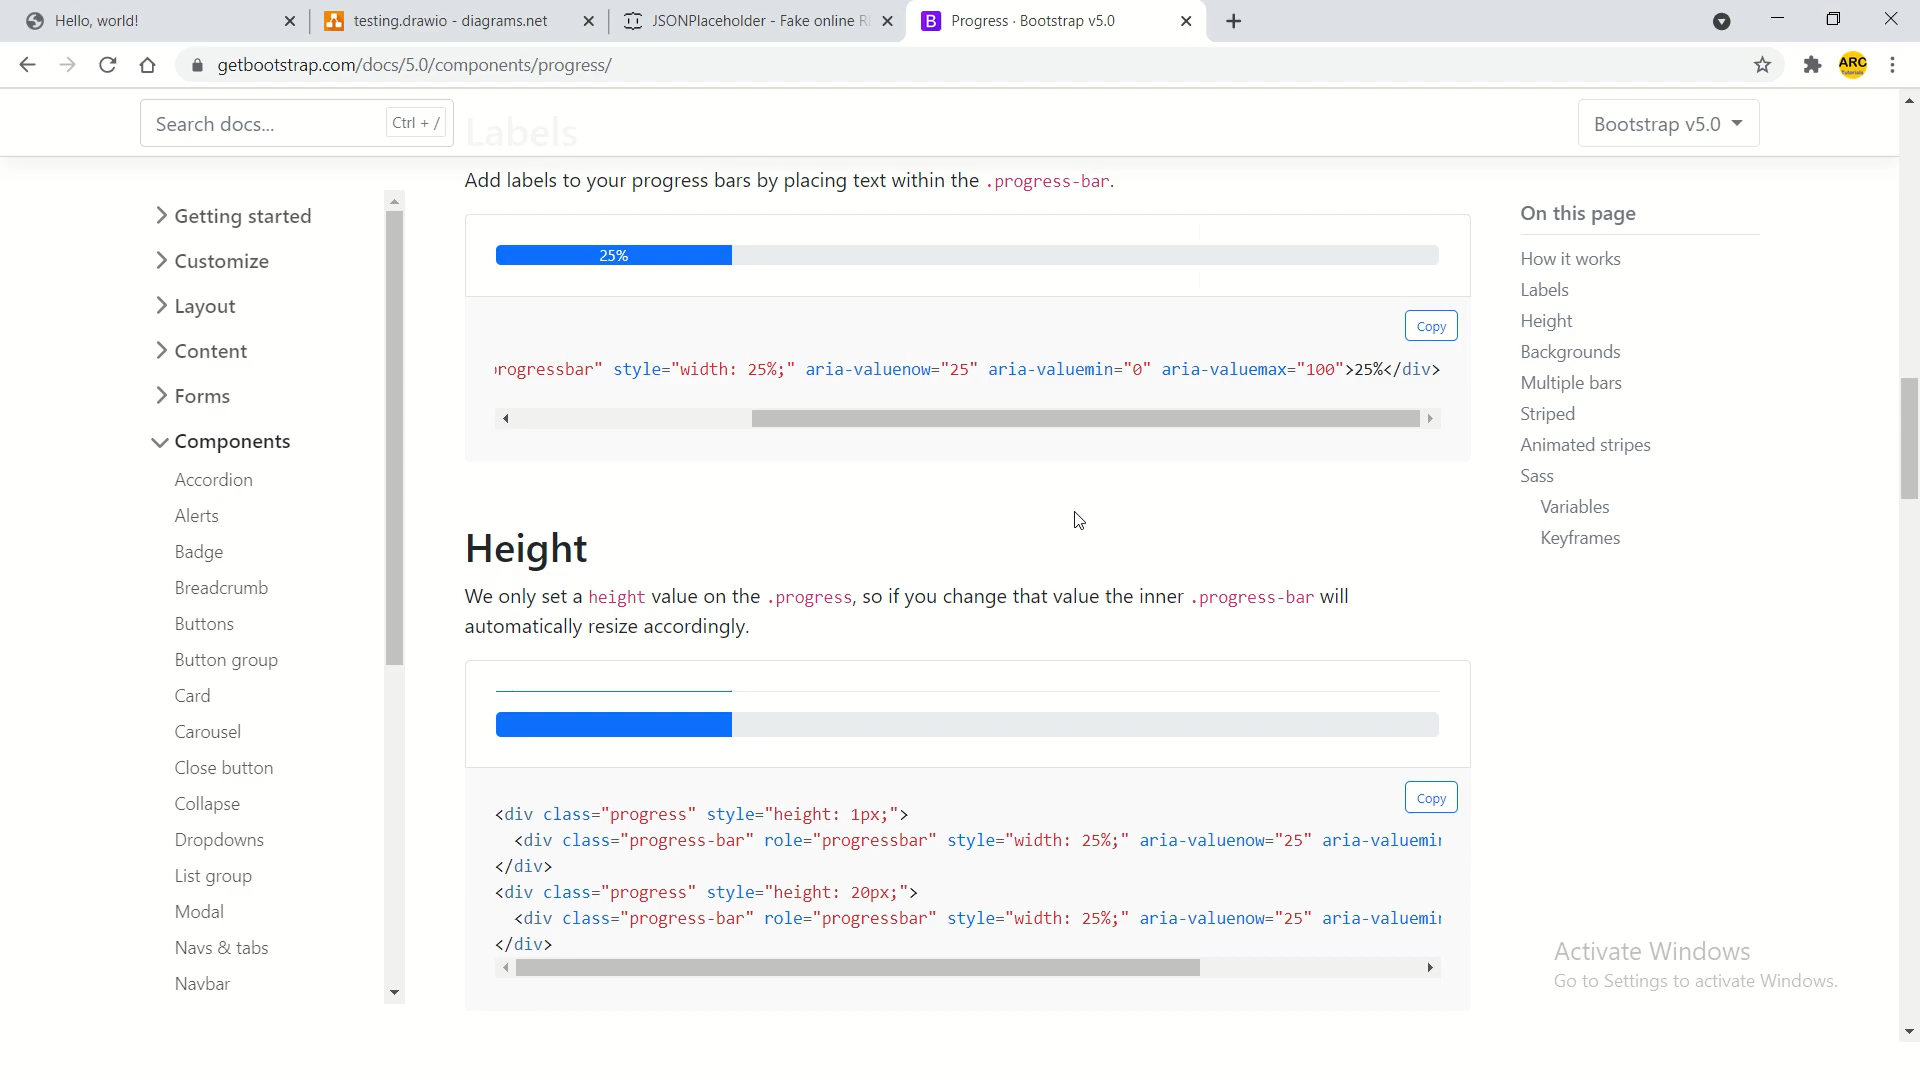 Hello, world!
testing.drawio - diagrams.net
JSONPlaceholder - Fake online R
Progress · Bootstrap v5.0
getbootstrap.com/docs/5.0/components/progress/
ARC
Tutorials
Search docs...
Ctrl + /
Labels
Bootstrap v5.0
Getting started
Customize
Layout
Content
Forms
Components
Accordion
Alerts
Badge
Breadcrumb
Buttons
Button group
Card
Carousel
Close button
Collapse
Dropdowns
List group
Modal
Navs & tabs
Navbar
Add labels to your progress bars by placing text within the .progress-bar.
25%
Copy
rogressbar" style="width: 25%;" aria-valuenow="25" aria-valuemin="0" aria-valuemax="100">25%</div>
Height
We only set a height value on the .progress, so if you change that value the inner .progress-bar will
automatically resize accordingly.
Copy
<div class="progress" style="height: 1px;">
<div class="progress-bar" role="progressbar" style="width: 25%;" aria-valuenow="25" aria-valuemi
</div>
<div class="progress" style="height: 20px;">
<div class="progress-bar" role="progressbar" style="width: 25%;" aria-valuenow="25" aria-valuemi
</div>
On this page
How it works
Labels
Height
Backgrounds
Multiple bars
Striped
Animated stripes
Sass
Variables
Keyframes
Activate Windows
Go to Settings to activate Windows.